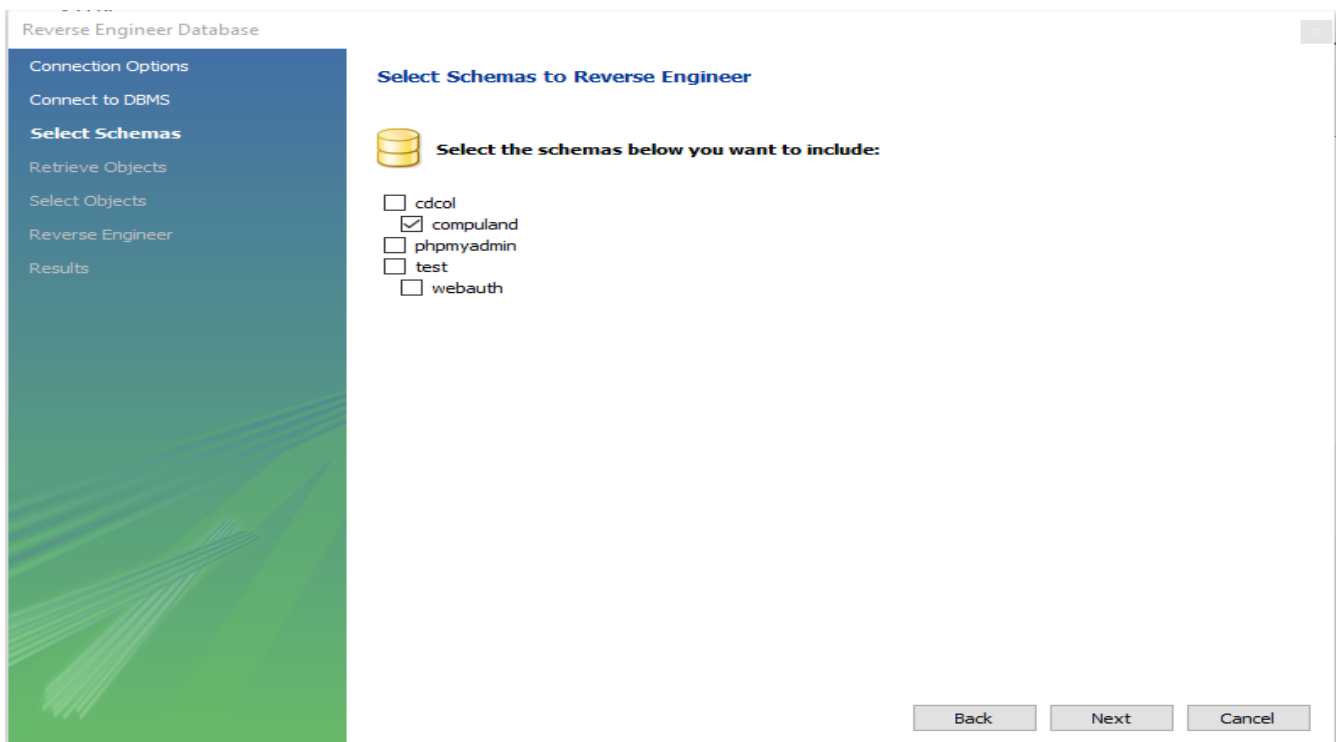 Reverse Engineer Database
x
Connection Options
Connect to DBMS
Select Schemas
Retrieve Objects
Select Objects
Reverse Engineer
Results
Select Schemas to Reverse Engineer
Select the schemas below you want to include:
cdcol
compuland
phpmyadmin
test
webauth
Back Next Cancel